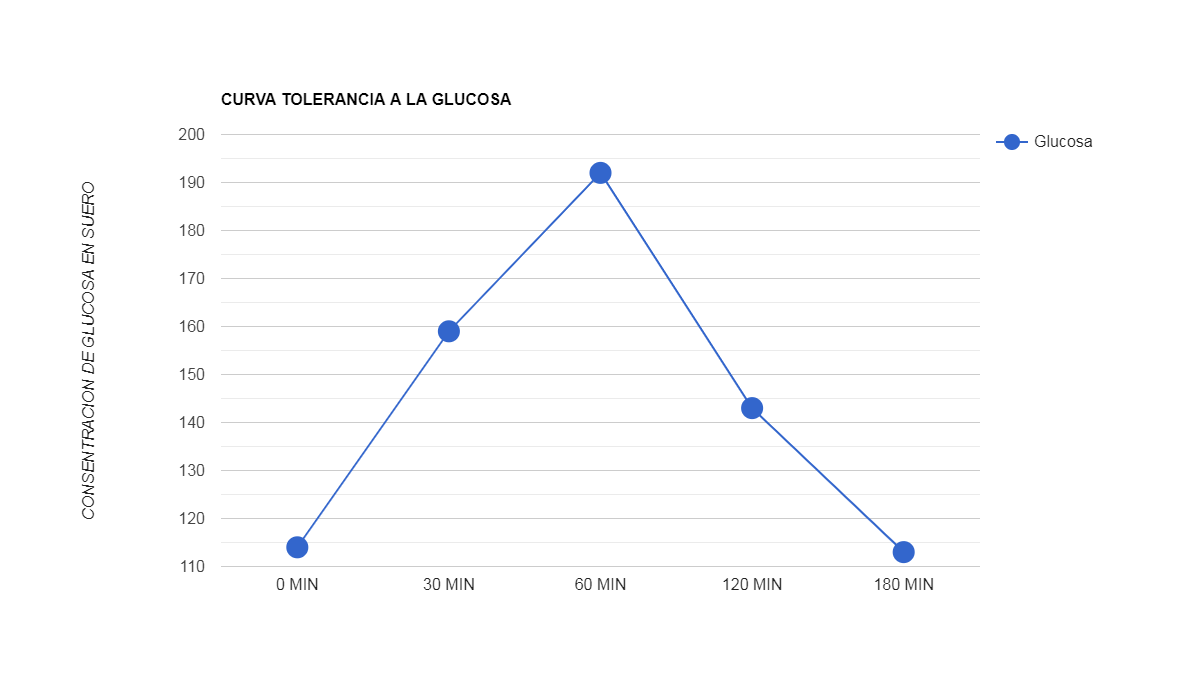 CURVA TOLERANCIA A LA GLUCOSA
Glucosa
CONSENTRACION DE GLUCOSA EN SUERO
200
190
180
170
160
150
140
130
120
110
0 MIN
30 MIN
60 MIN
120 MIN
180 MIN